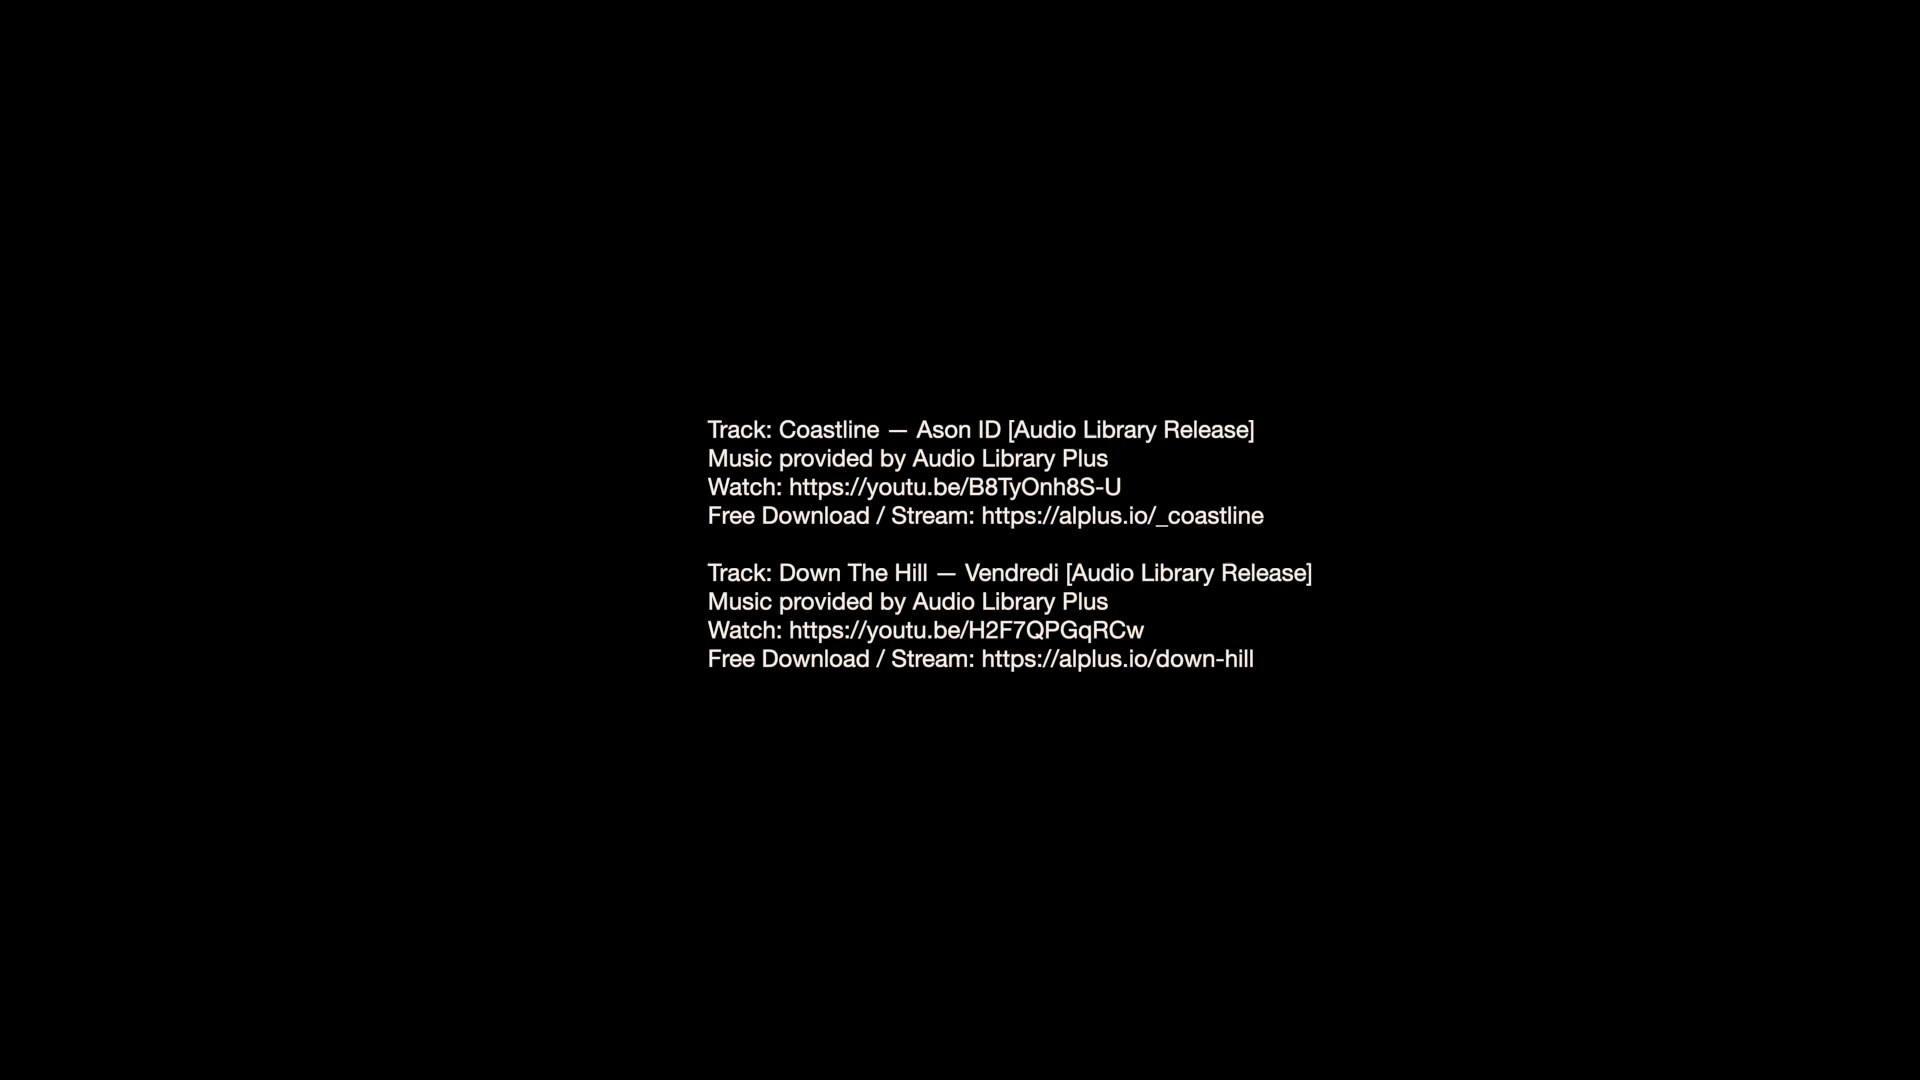 Track: Coastline — Ason ID [Audio Library Release]
Music provided by Audio Library Plus
Watch: https://youtu.be/B8TyOnh8S-U
Free Download / Stream: https://alplus.io/_coastline
Track: Down The Hill — Vendredi [Audio Library Release]
Music provided by Audio Library Plus
Watch: https://youtu.be/H2F7QPGqRCw
Free Download / Stream: https://alplus.io/down-hill